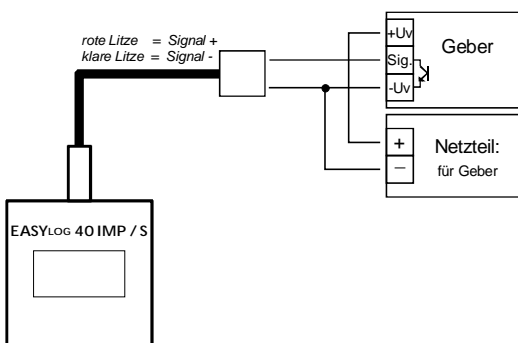 rote Litze = Signal +
klare Litze = Signal -
+Uv
Geber
Sig.
-Uv
+
Netzteil:
–
für Geber
EASYLOG 40 IMP / S